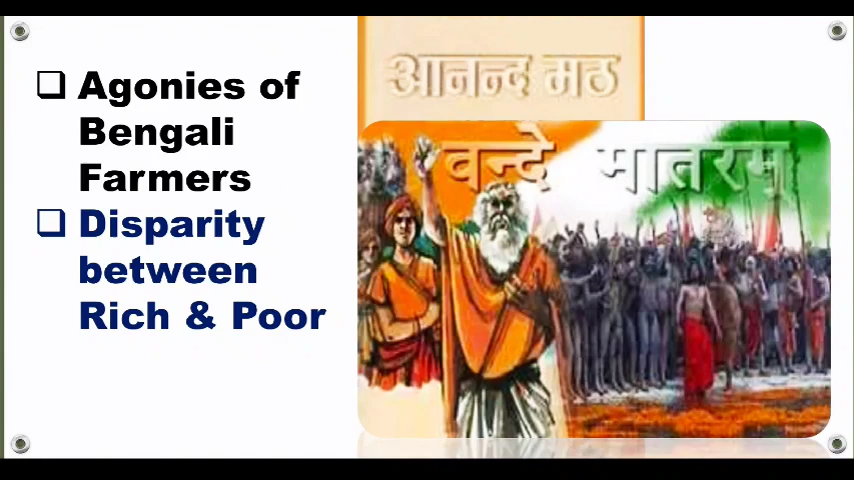 Agonies of
Bengali
Farmers
Disparity
between
Rich & Poor
आनन्द मठ
वन्दे मातरम्